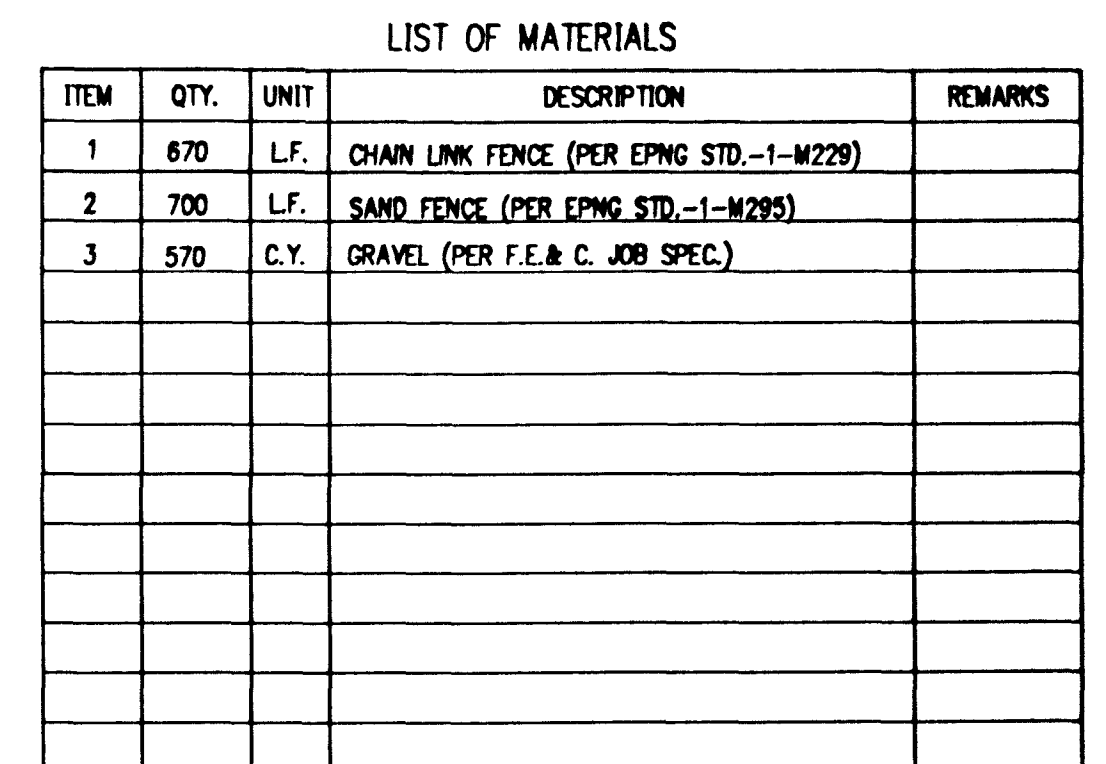 LIST OF MATERIALS
ITEM QTY. UNIT DESCRIPTION REMARKS
1 670 L.F. CHAIN LINK FENCE (PER EPNG STD.-1-M229)
2 700 L.F. SAND FENCE (PER EPNG STD.-1-M295)
3 570 C.Y. GRAVEL (PER F.E.& C. JOB SPEC.)